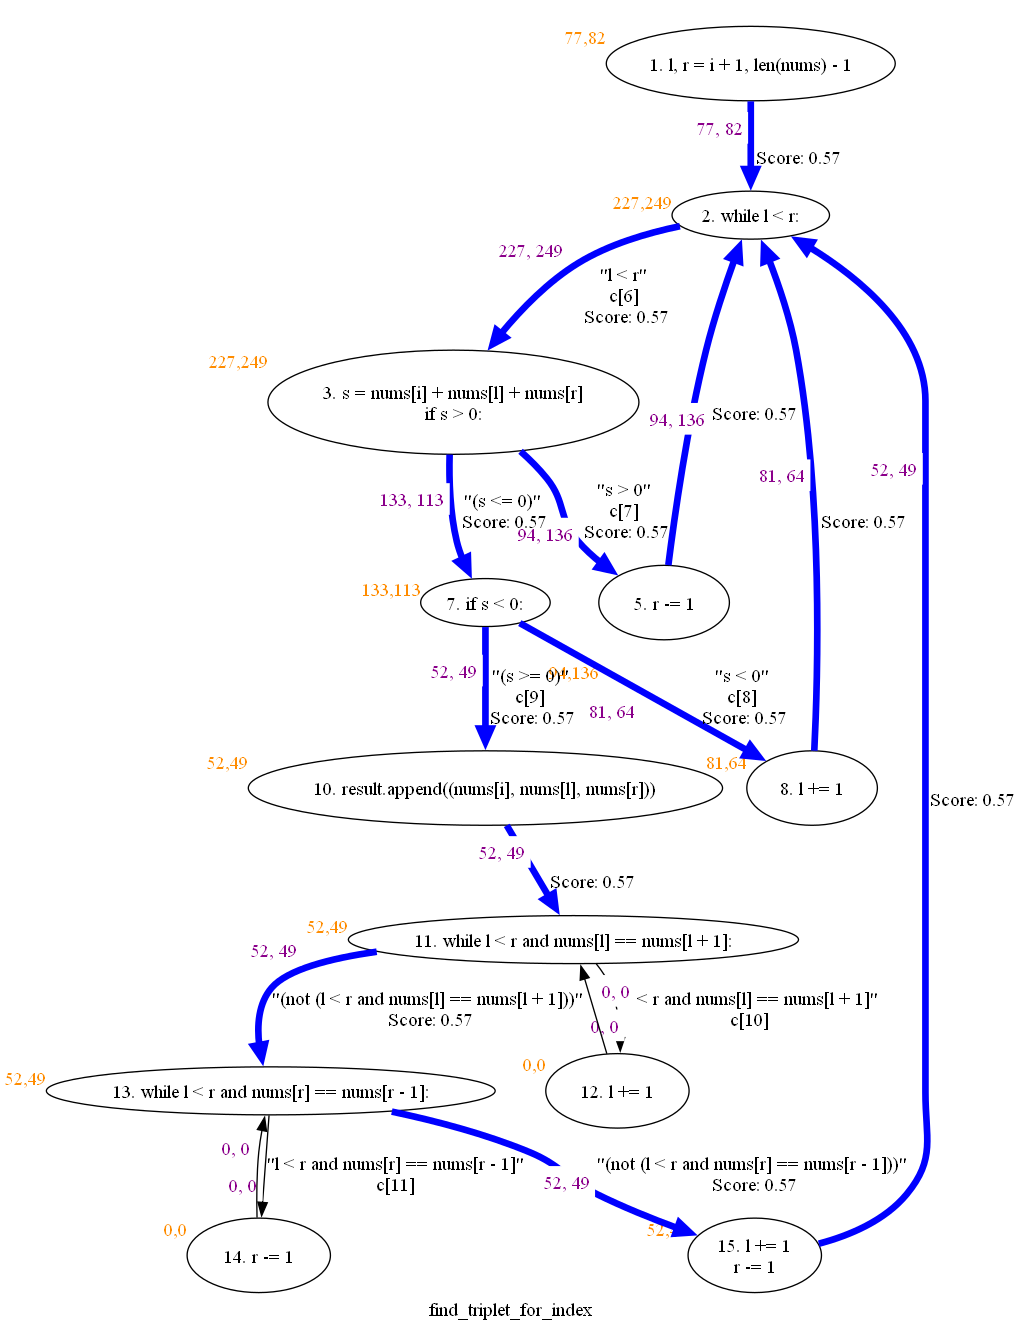 77,82
1. l, r = i + 1, len(nums) - 1
77, 82
Score: 0.57
227,249
2. while l < r:
227, 249
"l < r"
c[6]
Score: 0.57
227,249
3. s = nums[i] + nums[l] + nums[r]
if s > 0:
94, 136
Score: 0.57
81, 64
52, 49
133, 113
"(s <= 0)"
Score: 0.57
"s > 0"
c[7]
Score: 0.57
94, 136
Score: 0.57
133,113
7. if s < 0:
5. r -= 1
52, 49
"(s >= 0)"
c[9]
Score: 0.57
94,136
81, 64
"s < 0"
c[8]
Score: 0.57
52,49
10. result.append((nums[i], nums[l], nums[r]))
81,64
8. l += 1
Score: 0.57
52, 49
Score: 0.57
52,49
11. while l < r and nums[l] == nums[l + 1]:
52, 49
"(not (l < r and nums[l] == nums[l + 1]))"
Score: 0.57
0, 0
< r and nums[l] == nums[l + 1]"
c[10]
0, 0
52,49
13. while l < r and nums[r] == nums[r - 1]:
0,0
12. l += 1
0, 0
"l < r and nums[r] == nums[r - 1]"
c[11]
0, 0
"(not (l < r and nums[r] == nums[r - 1]))"
Score: 0.57
52, 49
0,0
14. r -= 1
52,
15. l += 1
r -= 1
find_triplet_for_index